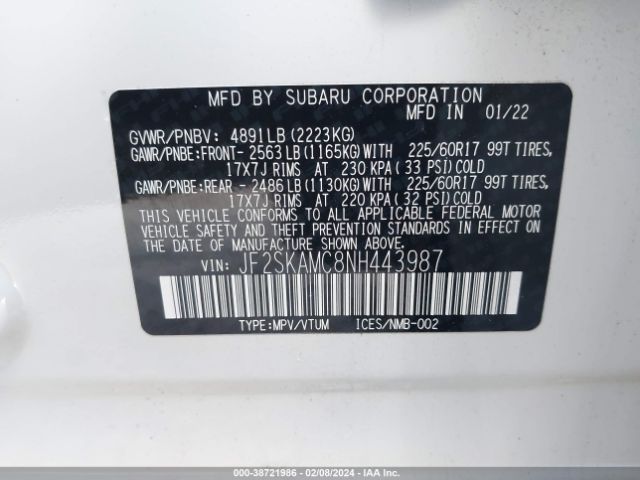 MFD BY SUBARU CORPORATION
MFD IN 01/22
GVWR/PNBV: 4891LB(2223KG)
GAWR/PNBE:FRONT- 2563LB(1165KG)WITH 225/60R17 99T TIRES,
17X7J RIMS AT 230 KPA(33 PSI)COLD
GAWR/PNBE:REAR - 2486LB(1130KG)WITH 225/60R17 99T TIRES,
17X7J RIMS AT 220 KPA(32 PSI)COLD
THIS VEHICLE CONFORMS TO ALL APPLICABLE FEDERAL MOTOR
VEHICLE SAFETY AND THEFT PREVENTION STANDARDS IN EFFECT
ON THE DATE OF MANUFACTURE SHOWN ABOVE.
VIN: JF2SKAMC8NH443987
TYPE:MPV/VTUM ICES/NMB-002
000-38721986 - 02/08/2024 - IAA Inc.